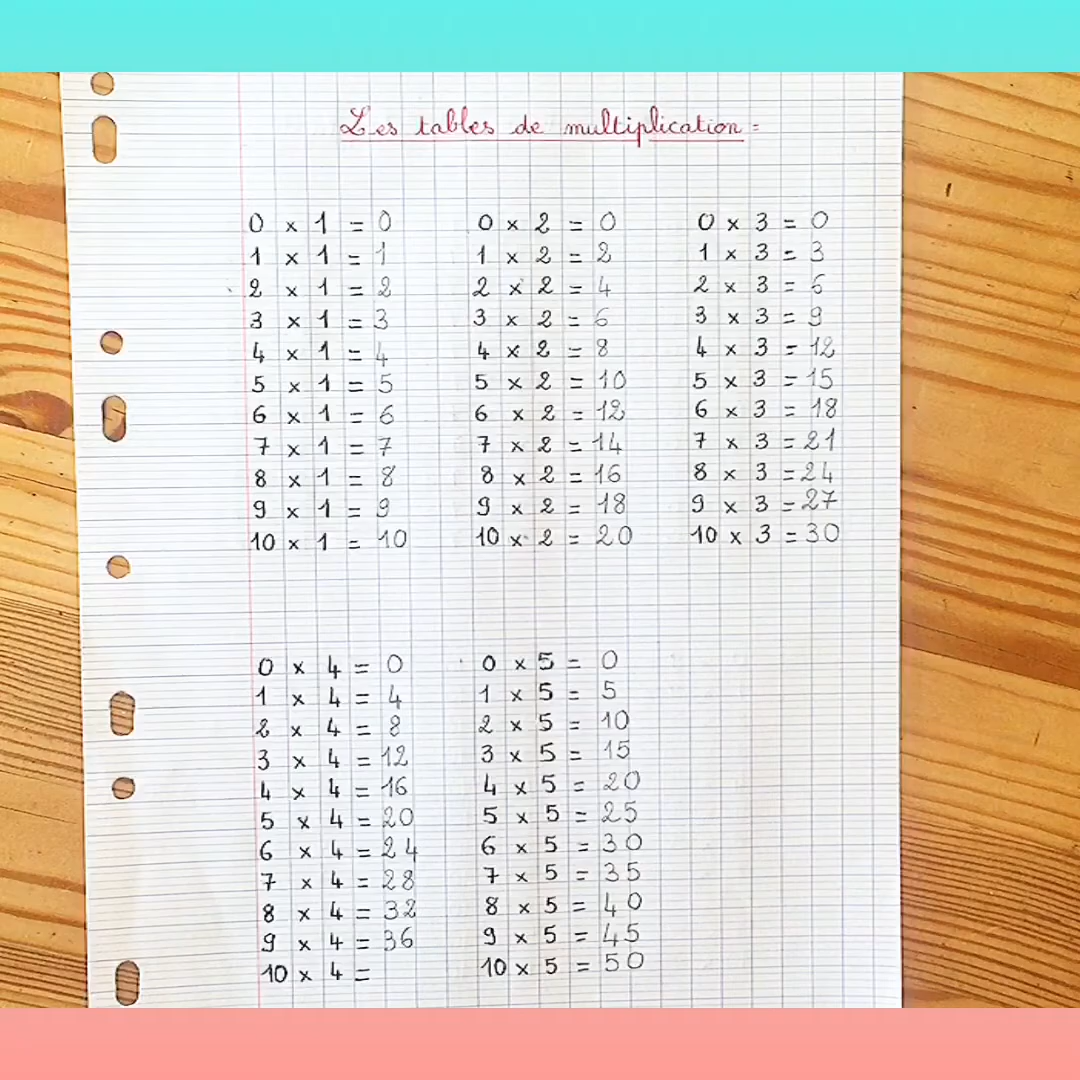 Les tables de multiplication =
0 x 1 = 0
1 x 1 = 1
2 x 1 = 2
3 x 1 = 3
4 x 1 = 4
5 x 1 = 5
6 x 1 = 6
7 x 1 = 7
8 x 1 = 8
9 x 1 = 9
10 x 1 = 10
0 x 2 = 0
1 x 2 = 2
2 x 2 = 4
3 x 2 = 6
4 x 2 = 8
5 x 2 = 10
6 x 2 = 12
7 x 2 = 14
8 x 2 = 16
9 x 2 = 18
10 x 2 = 20
0 x 3 = 0
1 x 3 = 3
2 x 3 = 6
3 x 3 = 9
4 x 3 = 12
5 x 3 = 15
6 x 3 = 18
7 x 3 = 21
8 x 3 = 24
9 x 3 = 27
10 x 3 = 30
0 x 4 = 0
1 x 4 = 4
2 x 4 = 8
3 x 4 = 12
4 x 4 = 16
5 x 4 = 20
6 x 4 = 24
7 x 4 = 28
8 x 4 = 32
9 x 4 = 36
10 x 4 =
0 x 5 = 0
1 x 5 = 5
2 x 5 = 10
3 x 5 = 15
4 x 5 = 20
5 x 5 = 25
6 x 5 = 30
7 x 5 = 35
8 x 5 = 40
9 x 5 = 45
10 x 5 = 50